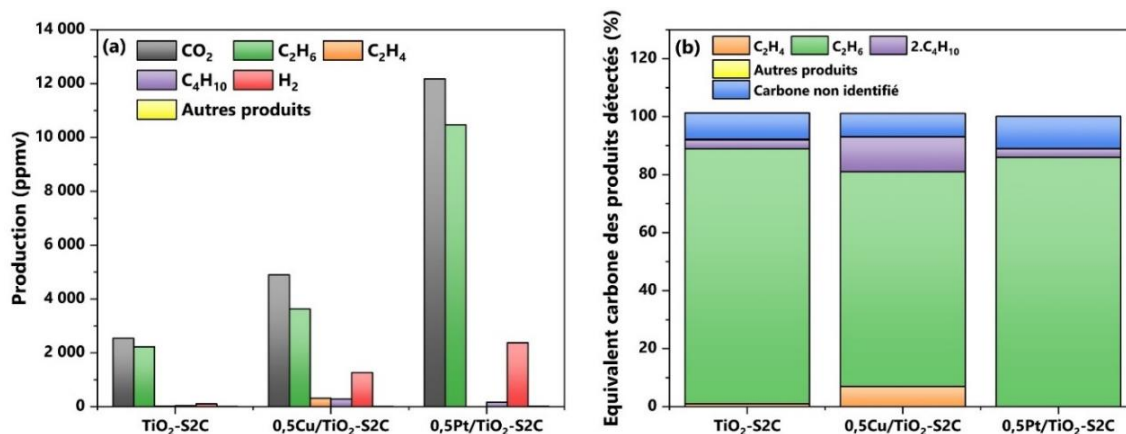 (a)
CO2 C2H6 C2H4
C4H10 H2
Autres produits
14 000
12 000
10 000
8 000
6 000
4 000
2 000
0
Production (ppmv)
TiO2-S2C 0,5Cu/TiO2-S2C 0,5Pt/TiO2-S2C
(b)
C2H4 C2H6 2.C4H10
Autres produits
Carbone non identifié
120
100
80
60
40
20
0
Equivalent carbone des produits détectés (%)
TiO2-S2C 0,5Cu/TiO2-S2C 0,5Pt/TiO2-S2C